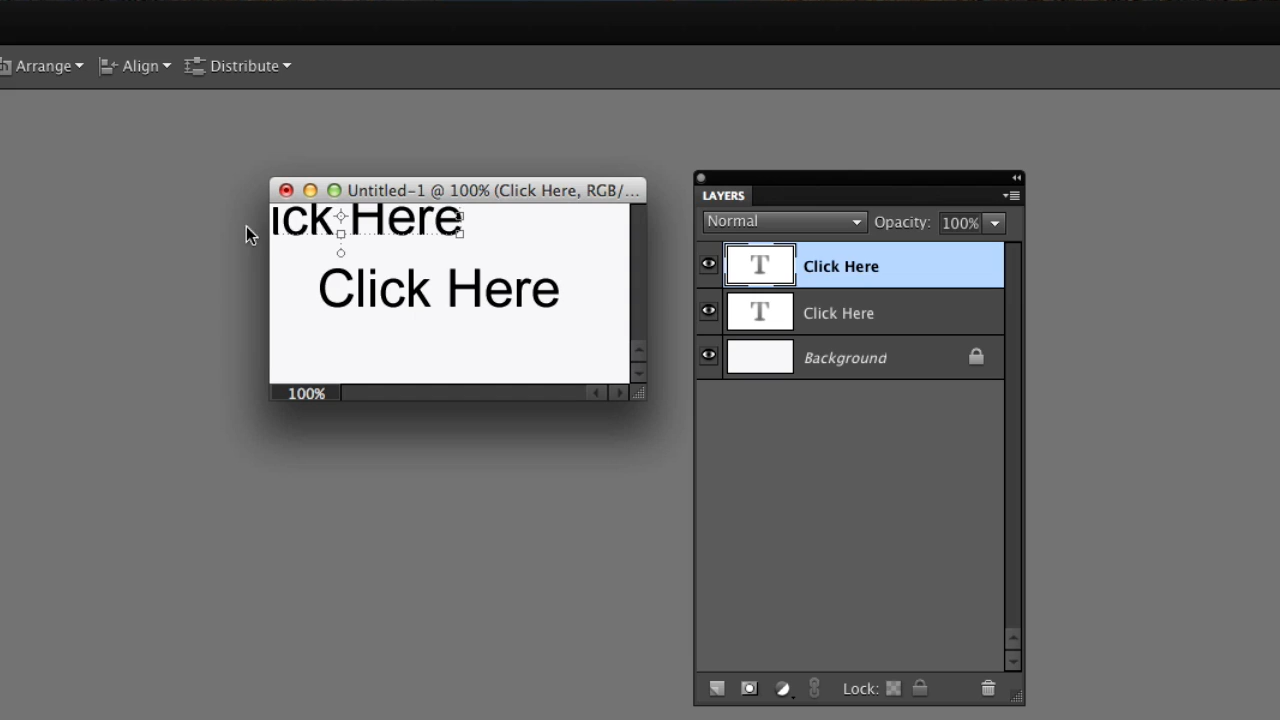 Arrange
Align
Distribute
Untitled-1 @ 100% (Click Here, RGB/...
ick Here
Click Here
100%
LAYERS
Normal
Opacity: 100%
T Click Here
T Click Here
Background
Lock: